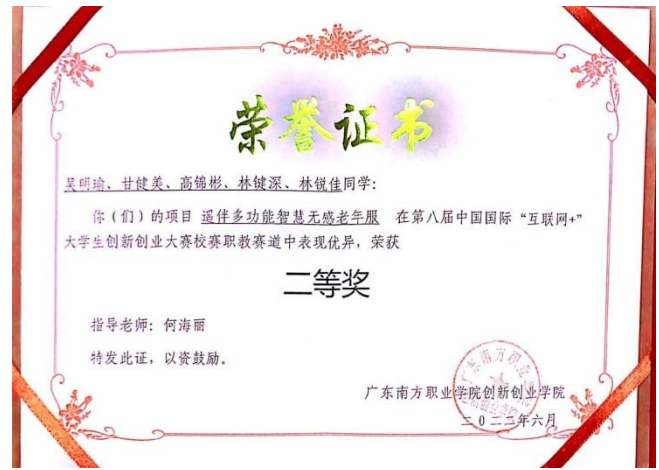 荣誉证书
吴明瑜、甘健美、高锦彬、林键深、林锐佳同学:
你(们)的项目 遥伴多功能智慧无感老年服 在第八届中国国际“互联网+”
大学生创新创业大赛校赛职教赛道中表现优异,荣获
二等奖
指导老师:何海丽
特发此证,以资鼓励。
广东南方职业学院创新创业学院
二0二二年六月